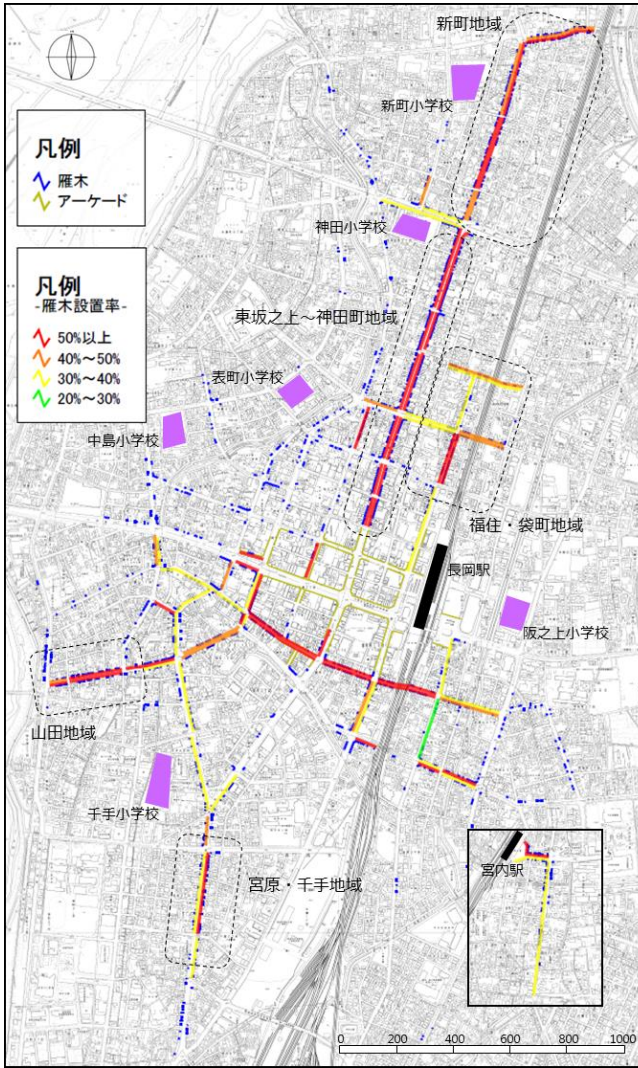 新町地域
新町小学校
凡例
雁木
アーケード
神田小学校
凡例
-雁木設置率-
50%以上
40%～50%
30%～40%
20%～30%
東坂之上～神田町地域
表町小学校
中島小学校
福住・袋町地域
長岡駅
阪之上小学校
山田地域
千手小学校
宮原・千手地域
宮内駅
0 200 400 600 800 1000